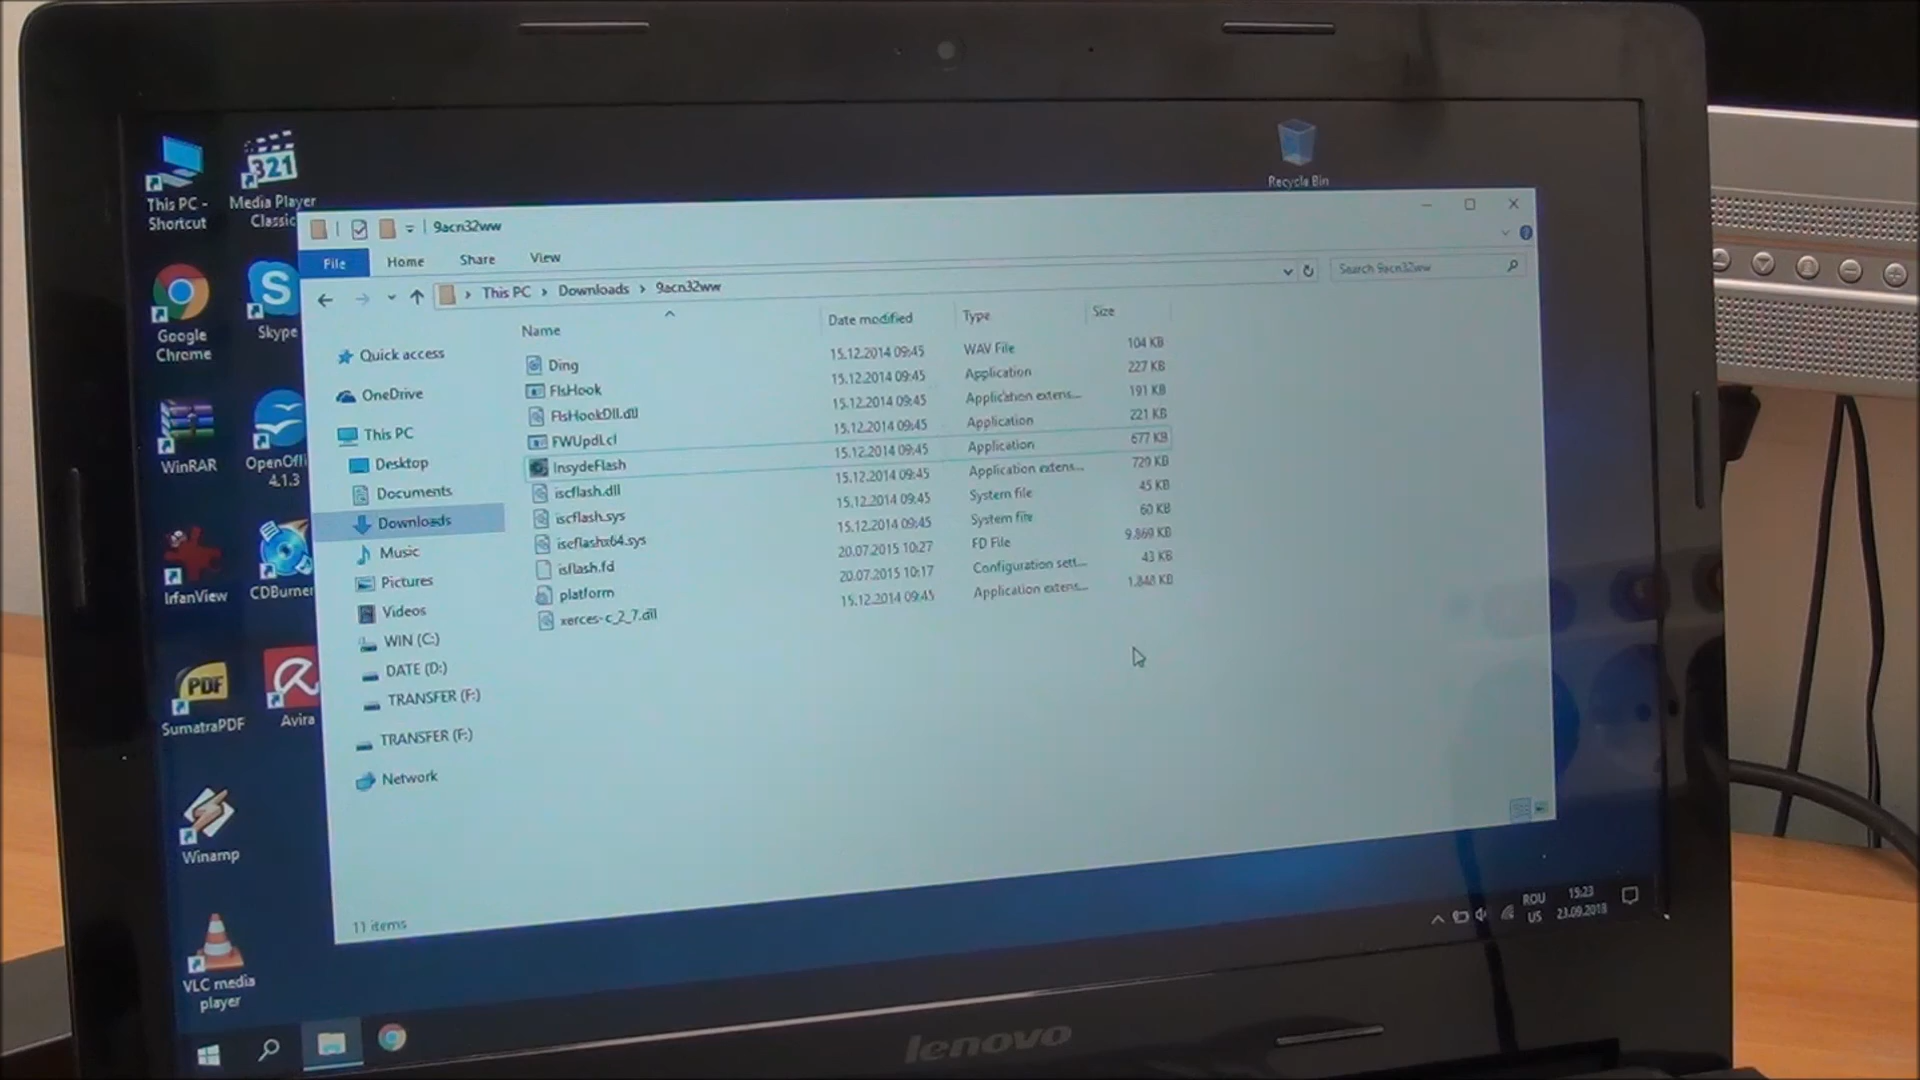 This PC -
Shortcut
Media Player
Classic
Google
Chrome
Skype
WinRAR
OpenOffi
4.1.3
IrfanView
CDBurner
SumatraPDF
Avira
Winamp
VLC media
player
Recycle Bin
9acn32ww
File Home Share View
This PC > Downloads > 9acn32ww
Search 9acn32ww
Name Date modified Type Size
Ding 15.12.2014 09:45 WAV File 104 KB
FlsHook 15.12.2014 09:45 Application 227 KB
FlsHookDll.dll 15.12.2014 09:45 Application extens... 191 KB
FWUpdLcl 15.12.2014 09:45 Application 221 KB
InsydeFlash 15.12.2014 09:45 Application 677 KB
iscflash.dll 15.12.2014 09:45 Application extens... 729 KB
iscflash.sys 15.12.2014 09:45 System file 45 KB
iscflashx64.sys 15.12.2014 09:45 System file 60 KB
isflash.fd 20.07.2015 10:27 FD File 9.869 KB
platform 20.07.2015 10:17 Configuration sett... 43 KB
xerces-c_2_7.dll 15.12.2014 09:45 Application extens... 1.848 KB
Quick access
OneDrive
This PC
Desktop
Documents
Downloads
Music
Pictures
Videos
WIN (C:)
DATE (D:)
TRANSFER (F:)
TRANSFER (F:)
Network
11 items
ROU
US
19:23
23.09.2018
lenovo